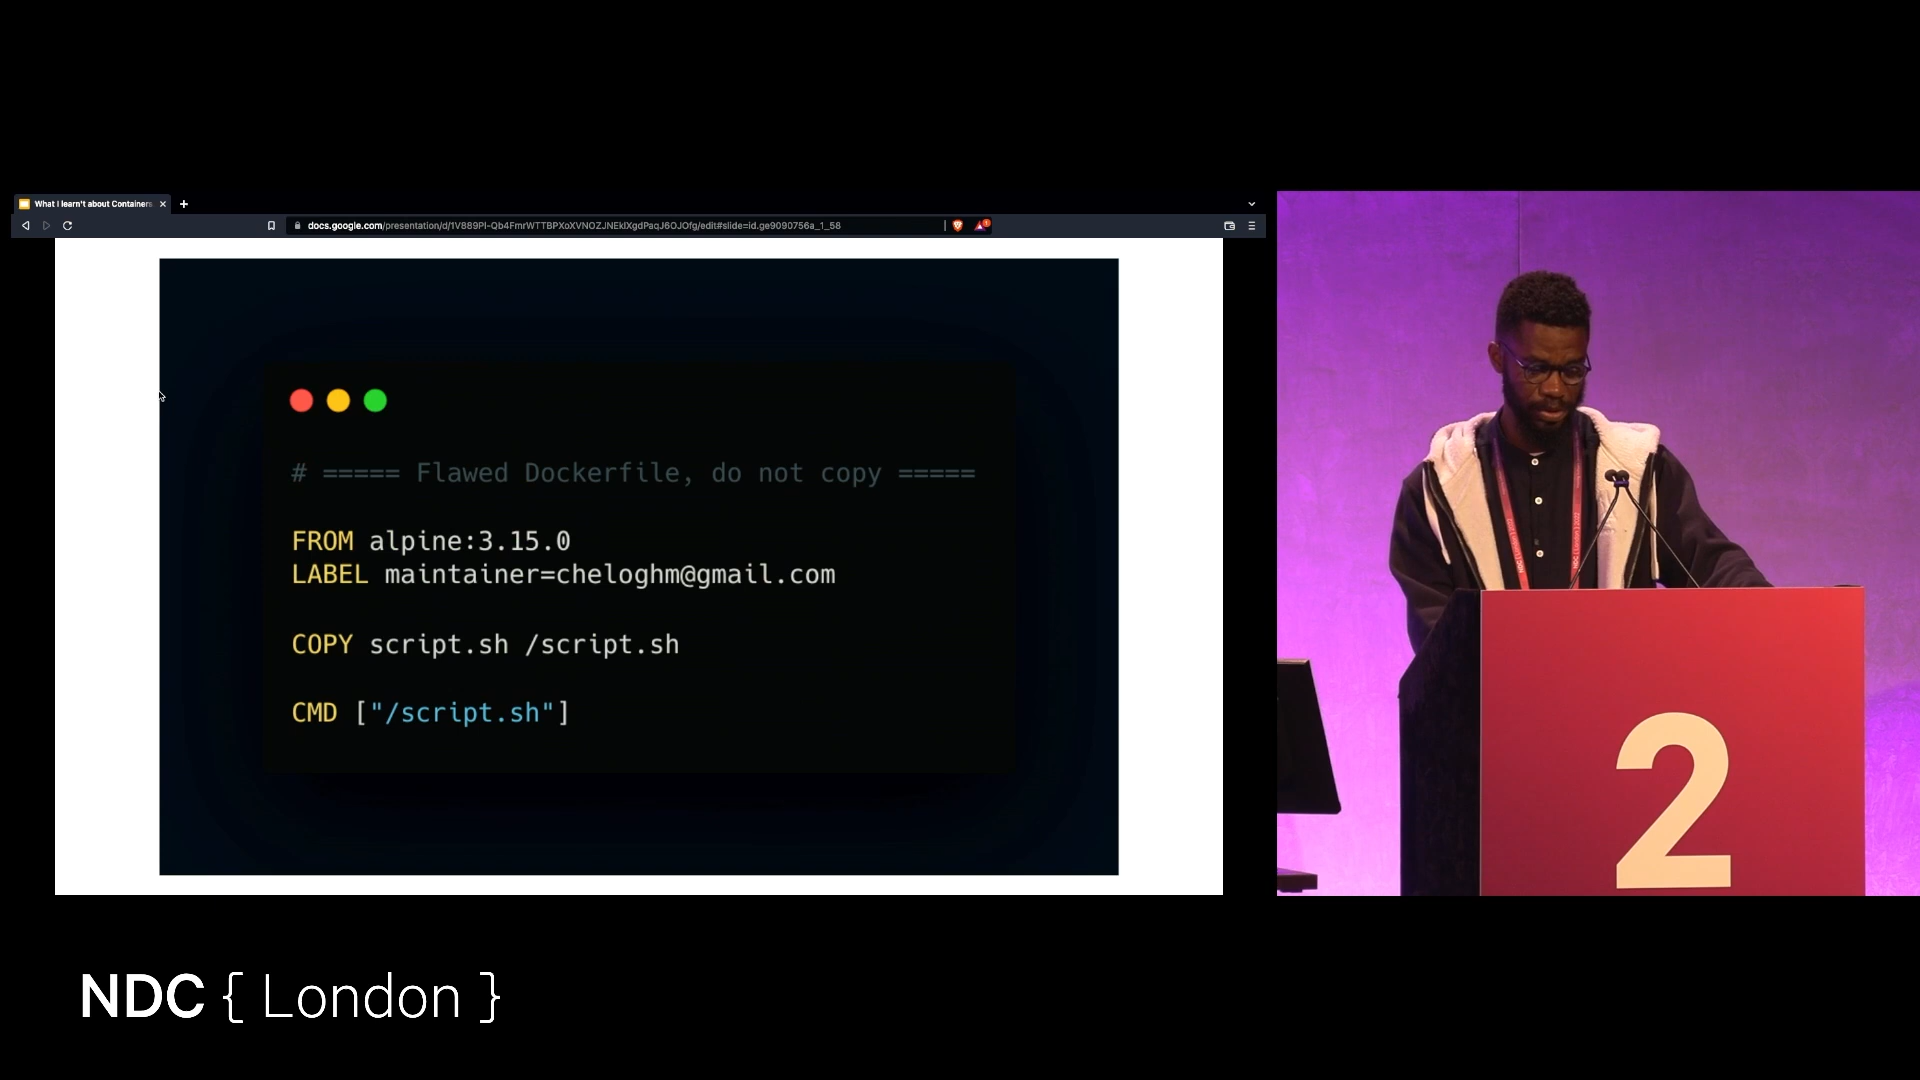 What I learn't about Containers
docs.google.com/presentation/d/1V889PI-Qb4FmrWTTBPXoXVNOZJNEkIXgdPaqJ6OJOfg/edit#slide=id.ge9090756a_1_58
# ===== Flawed Dockerfile, do not copy =====
FROM alpine:3.15.0
LABEL maintainer=cheloghm@gmail.com
COPY script.sh /script.sh
CMD ["/script.sh"]
2
NDC { London }